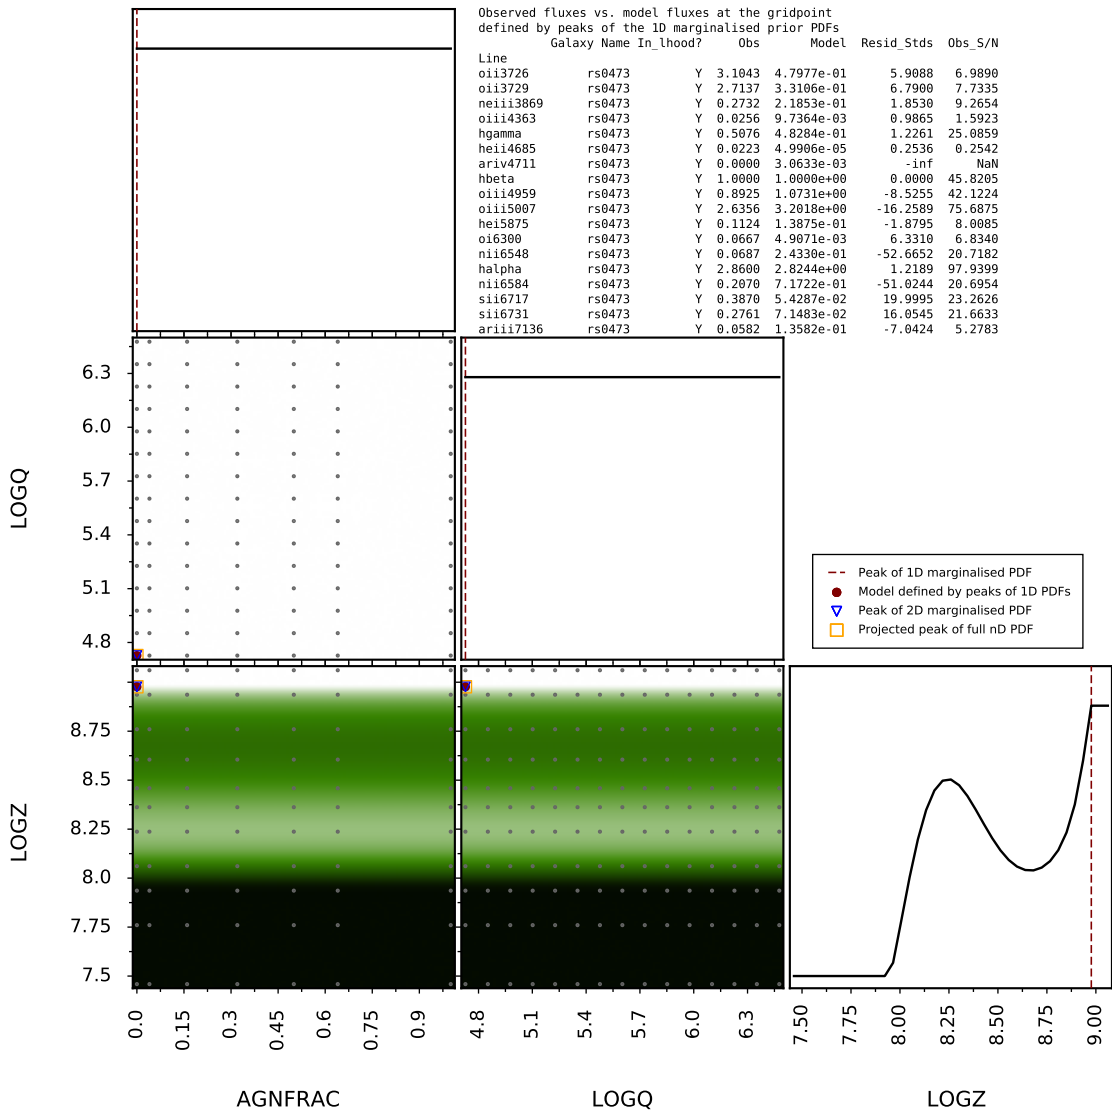 Observed fluxes vs. model fluxes at the gridpoint
defined by peaks of the 1D marginalised prior PDFs
Galaxy Name In_lhood? Obs Model Resid_Stds Obs_S/N
Line
oii3726 rs0473 Y 3.1043 4.7977e-01 5.9088 6.9890
oii3729 rs0473 Y 2.7137 3.3106e-01 6.7900 7.7335
neiii3869 rs0473 Y 0.2732 2.1853e-01 1.8530 9.2654
oiii4363 rs0473 Y 0.0256 9.7364e-03 0.9865 1.5923
hgamma rs0473 Y 0.5076 4.8284e-01 1.2261 25.0859
heii4685 rs0473 Y 0.0223 4.9906e-05 0.2536 0.2542
ariv4711 rs0473 Y 0.0000 3.0633e-03 -inf NaN
hbeta rs0473 Y 1.0000 1.0000e+00 0.0000 45.8205
oiii4959 rs0473 Y 0.8925 1.0731e+00 -8.5255 42.1224
oiii5007 rs0473 Y 2.6356 3.2018e+00 -16.2589 75.6875
hei5875 rs0473 Y 0.1124 1.3875e-01 -1.8795 8.0085
oi6300 rs0473 Y 0.0667 4.9071e-03 6.3310 6.8340
nii6548 rs0473 Y 0.0687 2.4330e-01 -52.6652 20.7182
halpha rs0473 Y 2.8600 2.8244e+00 1.2189 97.9399
nii6584 rs0473 Y 0.2070 7.1722e-01 -51.0244 20.6954
sii6717 rs0473 Y 0.3870 5.4287e-02 19.9995 23.2626
sii6731 rs0473 Y 0.2761 7.1483e-02 16.0545 21.6633
ariii7136 rs0473 Y 0.0582 1.3582e-01 -7.0424 5.2783
6.3
6.0
5.7
5.4
5.1
4.8
LOGQ
Peak of 1D marginalised PDF
Model defined by peaks of 1D PDFs
Peak of 2D marginalised PDF
Projected peak of full nD PDF
8.75
8.5
8.25
8.0
7.75
7.5
LOGZ
0.0 0.15 0.3 0.45 0.6 0.75 0.9
4.8 5.1 5.4 5.7 6.0 6.3
7.50 7.75 8.00 8.25 8.50 8.75 9.00
AGNFRAC LOGQ LOGZ